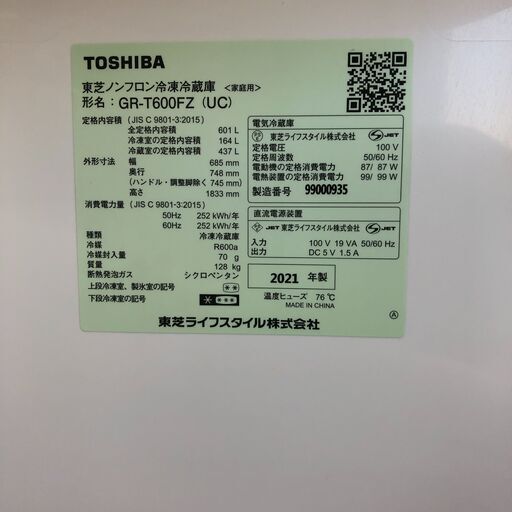 TOSHIBA
東芝ノンフロン冷凍冷蔵庫 <家庭用>
形名：GR-T600FZ (UC)
定格内容積 (JIS C 9801-3:2015)
全定格内容積 601 L
冷凍室の定格内容積 164 L
冷蔵室の定格内容積 437 L
外形寸法 幅 685 mm
奥行 748 mm
(ハンドル・調整脚除く 745 mm)
高さ 1833 mm
消費電力量 (JIS C 9801-3:2015)
50Hz 252 kWh/年
60Hz 252 kWh/年
種類 冷凍冷蔵庫
冷媒 R600a
冷媒封入量 70 g
質量 128 kg
断熱発泡ガス シクロペンタン
上段冷凍室、製氷室の記号 **
下段冷凍室の記号 * ***
電気冷蔵庫
東芝ライフスタイル株式会社 JET
定格電圧 100 V
定格周波数 50/60 Hz
電動機の定格消費電力 87/ 87 W
電熱装置の定格消費電力 99/ 99 W
製造番号 99000935
直流電源装置
JET 東芝ライフスタイル株式会社 JET
入力 100 V 19 VA 50/60 Hz
出力 DC 5 V 1.5 A
2021 年製
温度ヒューズ 76℃
MADE IN CHINA
東芝ライフスタイル株式会社
Ⓐ